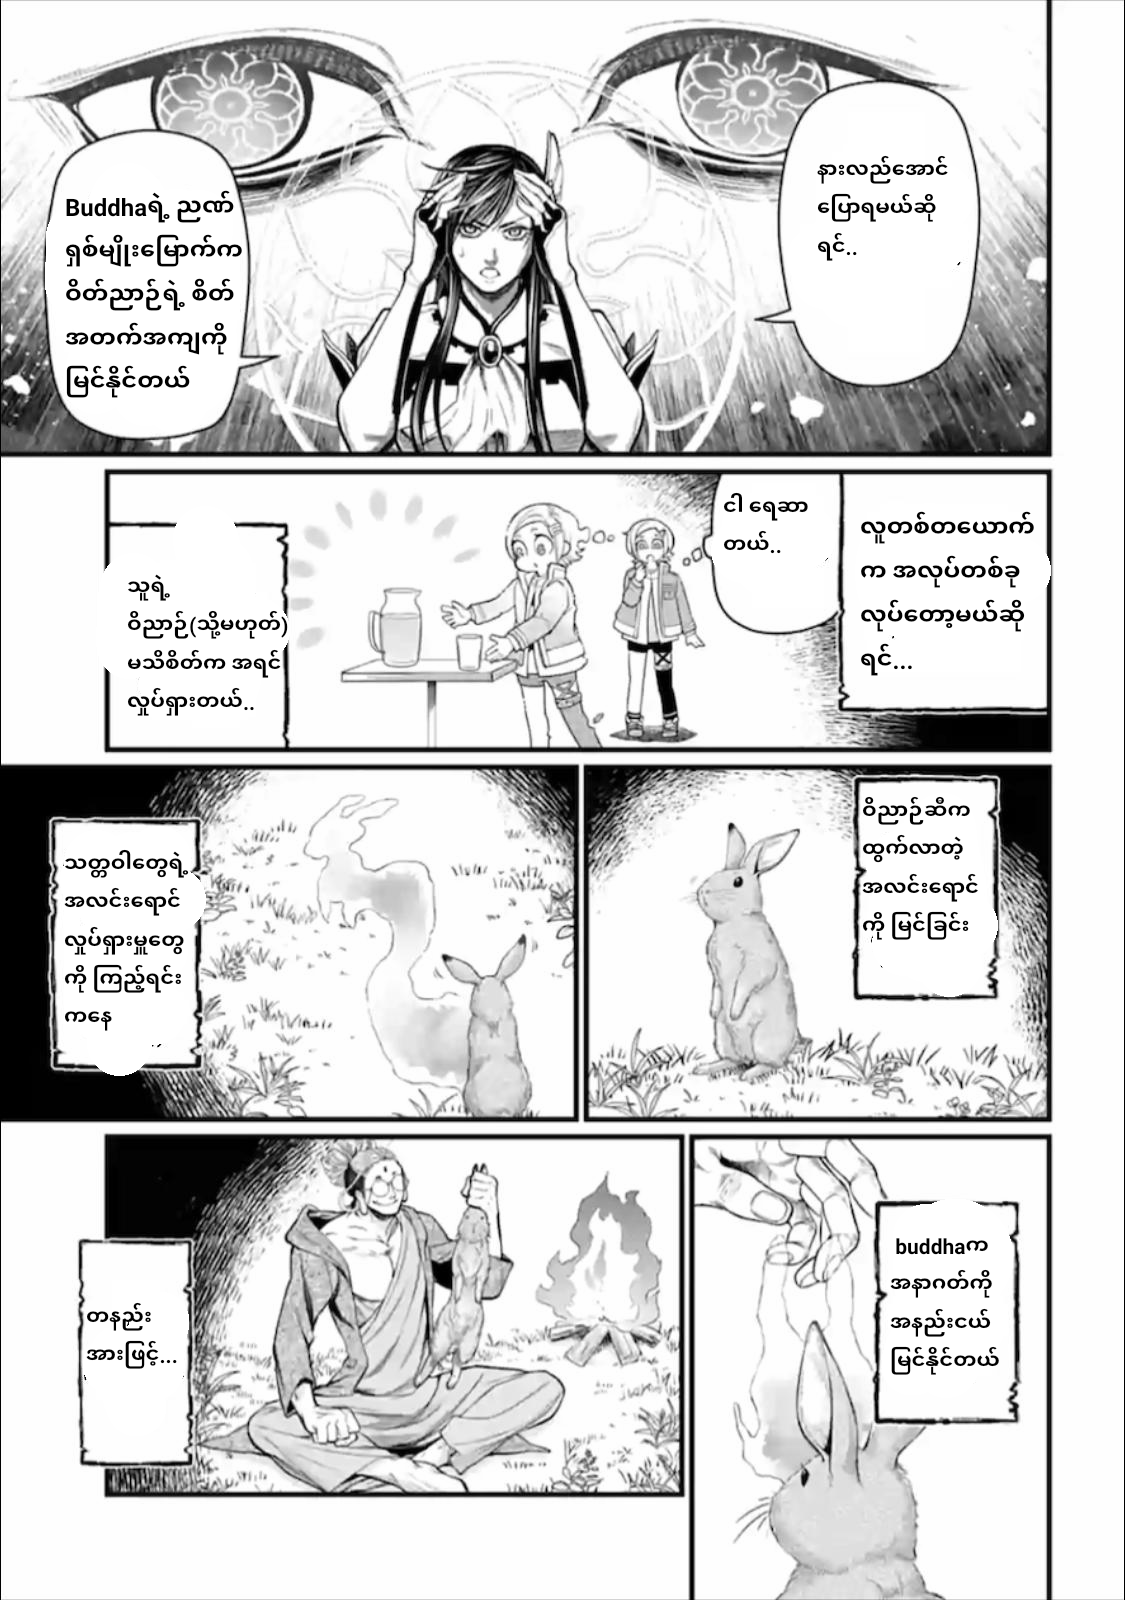 နားလည်အောင်
ပြောရမယ်ဆို
ရင်..
Buddhaရဲ့ ညဏ်
ရှစ်မျိုးမြောက်က
ဝိတ်ညာဉ်ရဲ့ စိတ်
အတက်အကျကို
မြင်နိုင်တယ်
လူတစ်တယောက်
က အလုပ်တစ်ခု
လုပ်တော့မယ်ဆို
ရင်...
ငါ ရေဆာ
တယ်..
သူရဲ့
ဝိညာဉ်(သို့မဟုတ်)
မသိစိတ်က အရင်
လှုပ်ရှားတယ်..
ဝိညာဉ်ဆီက
ထွက်လာတဲ့
အလင်းရောင်
ကို မြင်ခြင်း
သတ္တဝါတွေရဲ့
အလင်းရောင်
လှုပ်ရှားမှူတွေ
ကို ကြည့်ရင်း
ကနေ
buddhaက
အနာဂတ်ကို
အနည်းငယ်
မြင်နိုင်တယ်
တနည်း
အားဖြင့်...